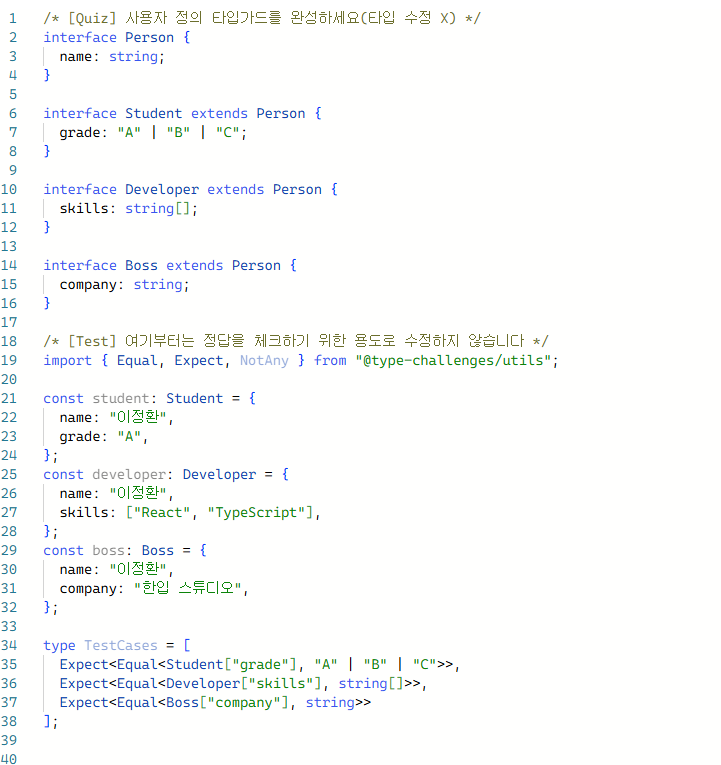 1 /* [Quiz] 사용자 정의 타입가드를 완성하세요(타입 수정 X) */
2 interface Person {
3   name: string;
4 }
5
6 interface Student extends Person {
7   grade: "A" | "B" | "C";
8 }
9
10 interface Developer extends Person {
11   skills: string[];
12 }
13
14 interface Boss extends Person {
15   company: string;
16 }
17
18 /* [Test] 여기부터는 정답을 체크하기 위한 용도로 수정하지 않습니다 */
19 import { Equal, Expect, NotAny } from "@type-challenges/utils";
20
21 const student: Student = {
22   name: "이정환",
23   grade: "A",
24 };
25 const developer: Developer = {
26   name: "이정환",
27   skills: ["React", "TypeScript"],
28 };
29 const boss: Boss = {
30   name: "이정환",
31   company: "한입 스튜디오",
32 };
33
34 type TestCases = [
35   Expect<Equal<Student["grade"], "A" | "B" | "C">>,
36   Expect<Equal<Developer["skills"], string[]>>,
37   Expect<Equal<Boss["company"], string>>
38 ];
39
40